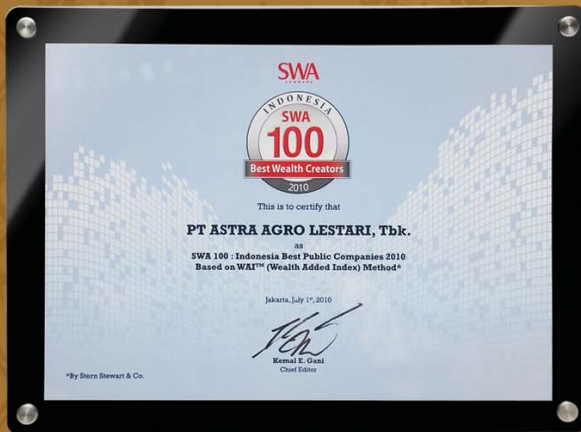 SWA
INDONESIA
SWA
100
Best Wealth Creators
2010
This is to certify that
PT ASTRA AGRO LESTARI, Tbk.
as
SWA 100 : Indonesia Best Public Companies 2010
Based on WAI™ (Wealth Added Index) Method*
Jakarta, July 1st, 2010
Kemal E. Gani
Chief Editor
*By Stern Stewart & Co.